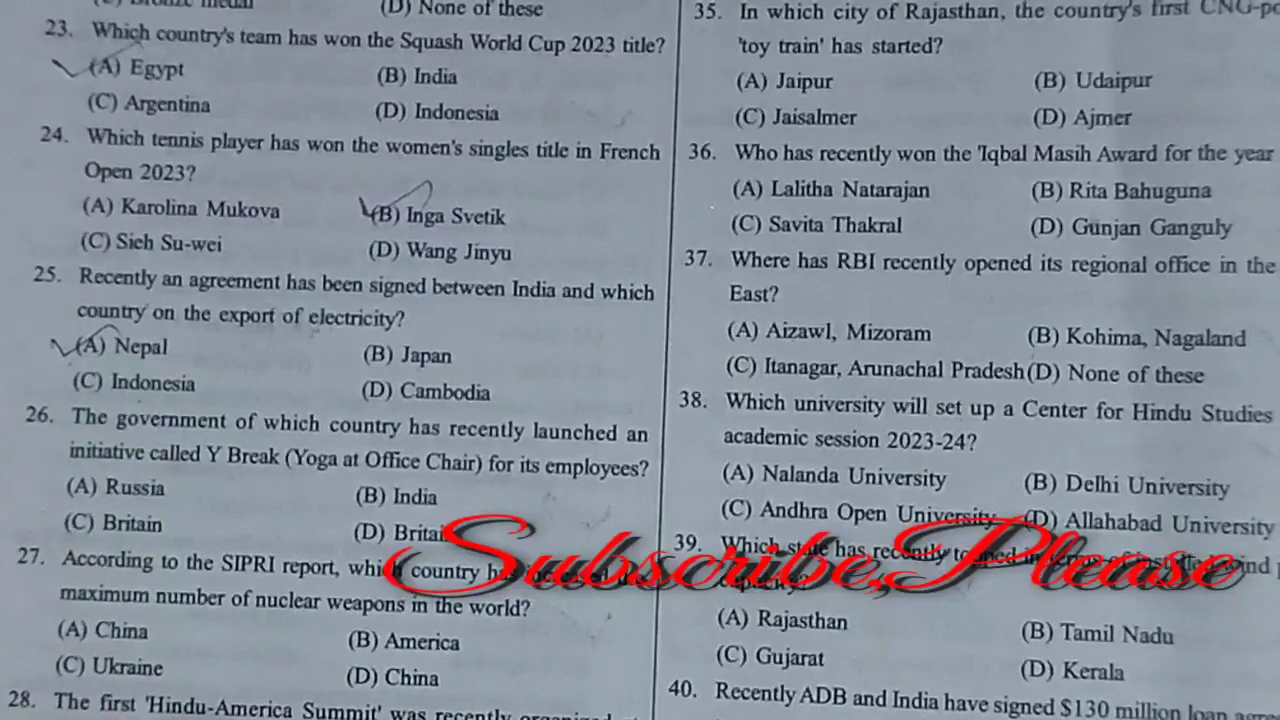 (D) None of these
23. Which country's team has won the Squash World Cup 2023 title?
(A) Egypt (B) India
(C) Argentina (D) Indonesia
24. Which tennis player has won the women's singles title in French
Open 2023?
(A) Karolina Mukova (B) Inga Svetik
(C) Sieh Su-wei (D) Wang Jinyu
25. Recently an agreement has been signed between India and which
country on the export of electricity?
(A) Nepal (B) Japan
(C) Indonesia (D) Cambodia
26. The government of which country has recently launched an
initiative called Y Break (Yoga at Office Chair) for its employees?
(A) Russia (B) India
(C) Britain (D) Britai
27. According to the SIPRI report, which country
maximum number of nuclear weapons in the world?
(A) China (B) America
(C) Ukraine (D) China
28. The first 'Hindu-America Summit' was recently
35. In which city of Rajasthan, the country's first CNG-po
'toy train' has started?
(A) Jaipur (B) Udaipur
(C) Jaisalmer (D) Ajmer
36. Who has recently won the 'Iqbal Masih Award for the year
(A) Lalitha Natarajan (B) Rita Bahuguna
(C) Savita Thakral (D) Gunjan Ganguly
37. Where has RBI recently opened its regional office in the
East?
(A) Aizawl, Mizoram (B) Kohima, Nagaland
(C) Itanagar, Arunachal Pradesh (D) None of these
38. Which university will set up a Center for Hindu Studies
academic session 2023-24?
(A) Nalanda University (B) Delhi University
(C) Andhra Open University (D) Allahabad University
39. Which state has recently
(A) Rajasthan (B) Tamil Nadu
(C) Gujarat (D) Kerala
40. Recently ADB and India have signed $130 million loan
Subscribe,Please